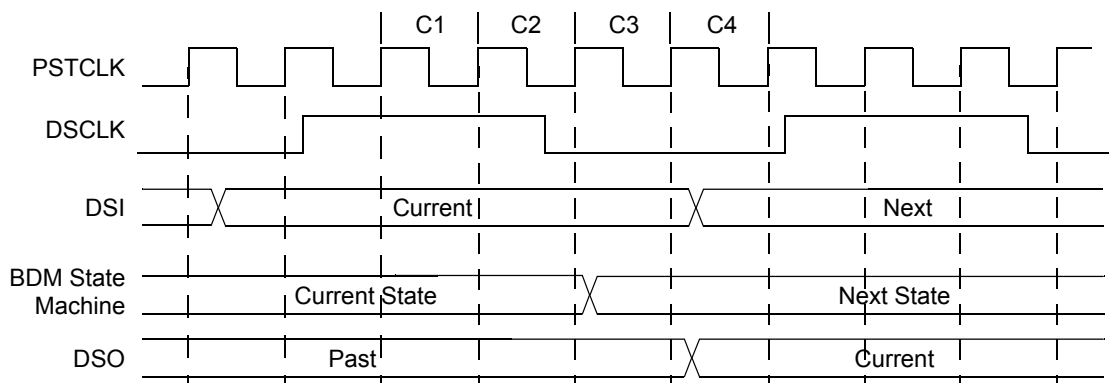 C1 C2 C3 C4
PSTCLK
DSCLK
DSI Current Next
BDM State
Machine Current State Next State
DSO Past Current